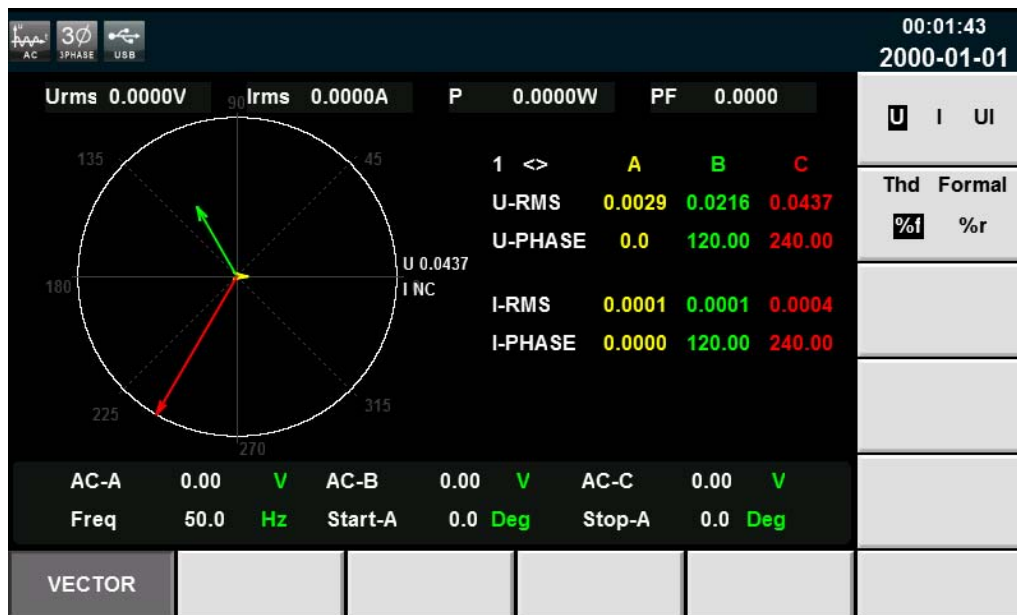 U
AC
3Ø
3PHASE
USB
00:01:43
2000-01-01
Urms 0.0000V Irms 0.0000A P 0.0000W PF 0.0000
U I UI
Thd Formal
%f %r
90
135 45
180
225 315
270
U 0.0437
I NC
1 <> A B C
U-RMS 0.0029 0.0216 0.0437
U-PHASE 0.0 120.00 240.00
I-RMS 0.0001 0.0001 0.0004
I-PHASE 0.0000 120.00 240.00
AC-A 0.00 V AC-B 0.00 V AC-C 0.00 V
Freq 50.0 Hz Start-A 0.0 Deg Stop-A 0.0 Deg
VECTOR